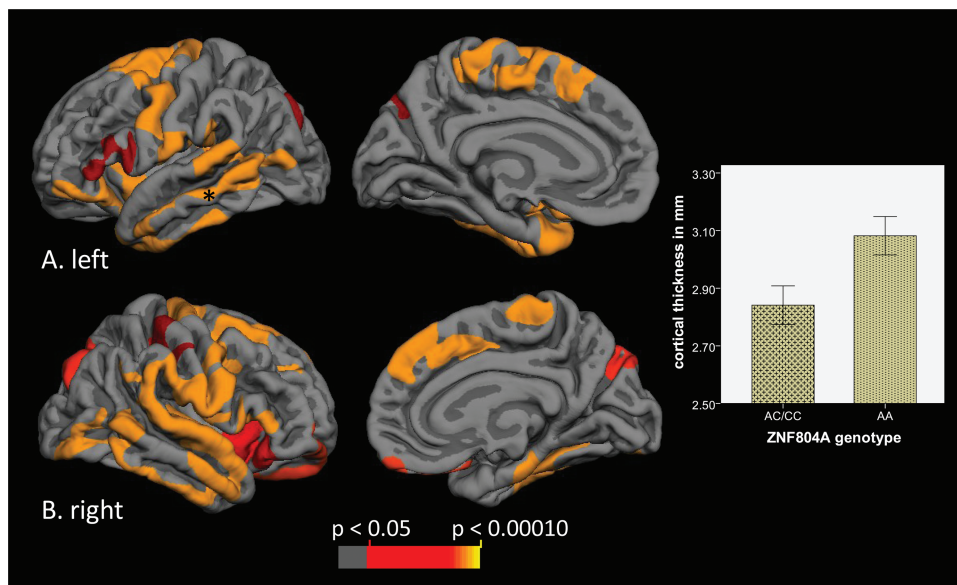 *
A. left
B. right
p < 0.05 p < 0.00010
cortical thickness in mm
3.30
3.10
2.90
2.70
2.50
AC/CC AA
ZNF804A genotype